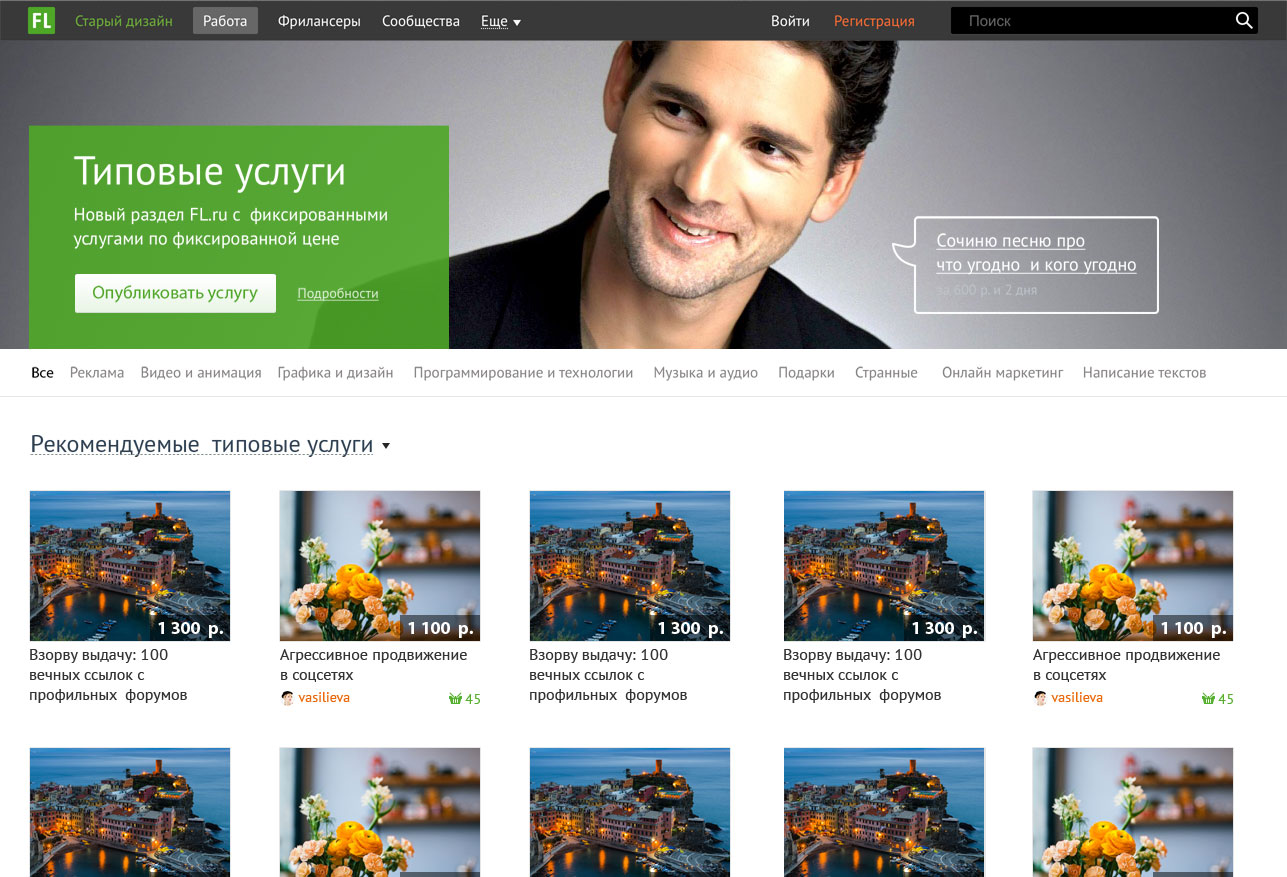 FL Старый дизайн Работа Фрилансеры Сообщества Еще Войти Регистрация Поиск
Типовые услуги
Новый раздел FL.ru с фиксированными
услугами по фиксированной цене
Опубликовать услугу Подробности
Сочиню песню про
что угодно и кого угодно
за 600 р. и 2 дня
Все Реклама Видео и анимация Графика и дизайн Программирование и технологии Музыка и аудио Подарки Странные Онлайн маркетинг Написание текстов
Рекомендуемые типовые услуги
1 300 р.
Взорву выдачу: 100
вечных ссылок с
профильных форумов
1 100 р.
Агрессивное продвижение
в соцсетях
vasilieva 45
1 300 р.
Взорву выдачу: 100
вечных ссылок с
профильных форумов
1 300 р.
Взорву выдачу: 100
вечных ссылок с
профильных форумов
1 100 р.
Агрессивное продвижение
в соцсетях
vasilieva 45